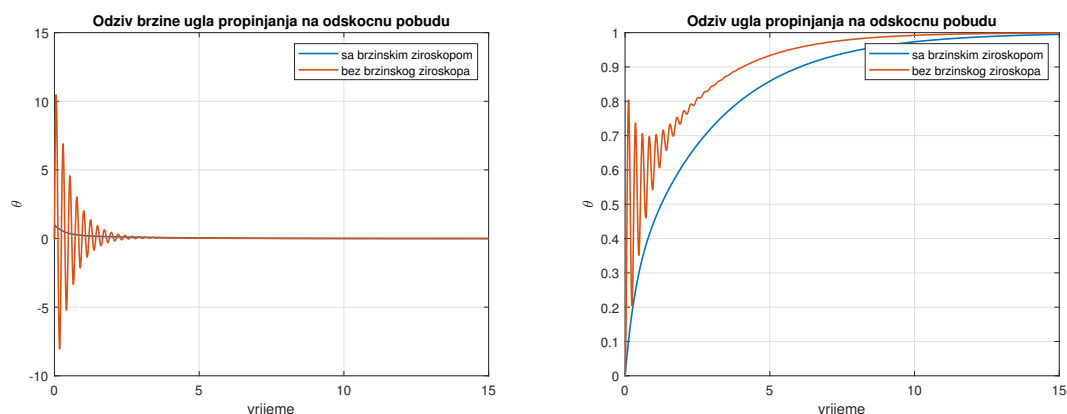 Odziv brzine ugla propinjanja na odskocnu pobudu
15
10
5
0
-5
-10
0
5
10
15
θ
vrijeme
sa brzinskim ziroskopom
bez brzinskog ziroskopa
Odziv ugla propinjanja na odskocnu pobudu
1
0.9
0.8
0.7
0.6
0.5
0.4
0.3
0.2
0.1
0
0
5
10
15
θ
vrijeme
sa brzinskim ziroskopom
bez brzinskog ziroskopa